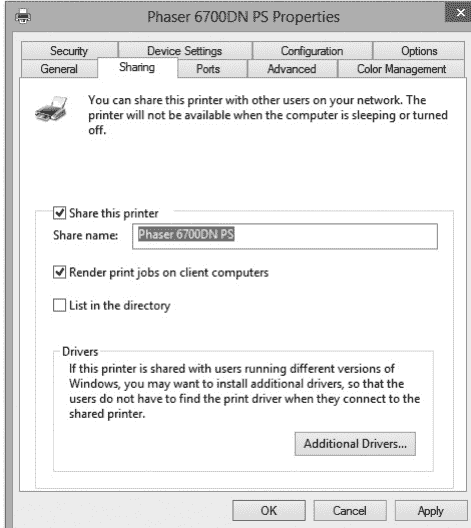 Phaser 6700DN PS Properties
Security Device Settings Configuration Options
General Sharing Ports Advanced Color Management
You can share this printer with other users on your network. The
printer will not be available when the computer is sleeping or turned
off.
Share this printer
Share name: Phaser 6700DN PS
Render print jobs on client computers
List in the directory
Drivers
If this printer is shared with users running different versions of
Windows, you may want to install additional drivers, so that the
users do not have to find the print driver when they connect to the
shared printer.
Additional Drivers...
OK Cancel Apply